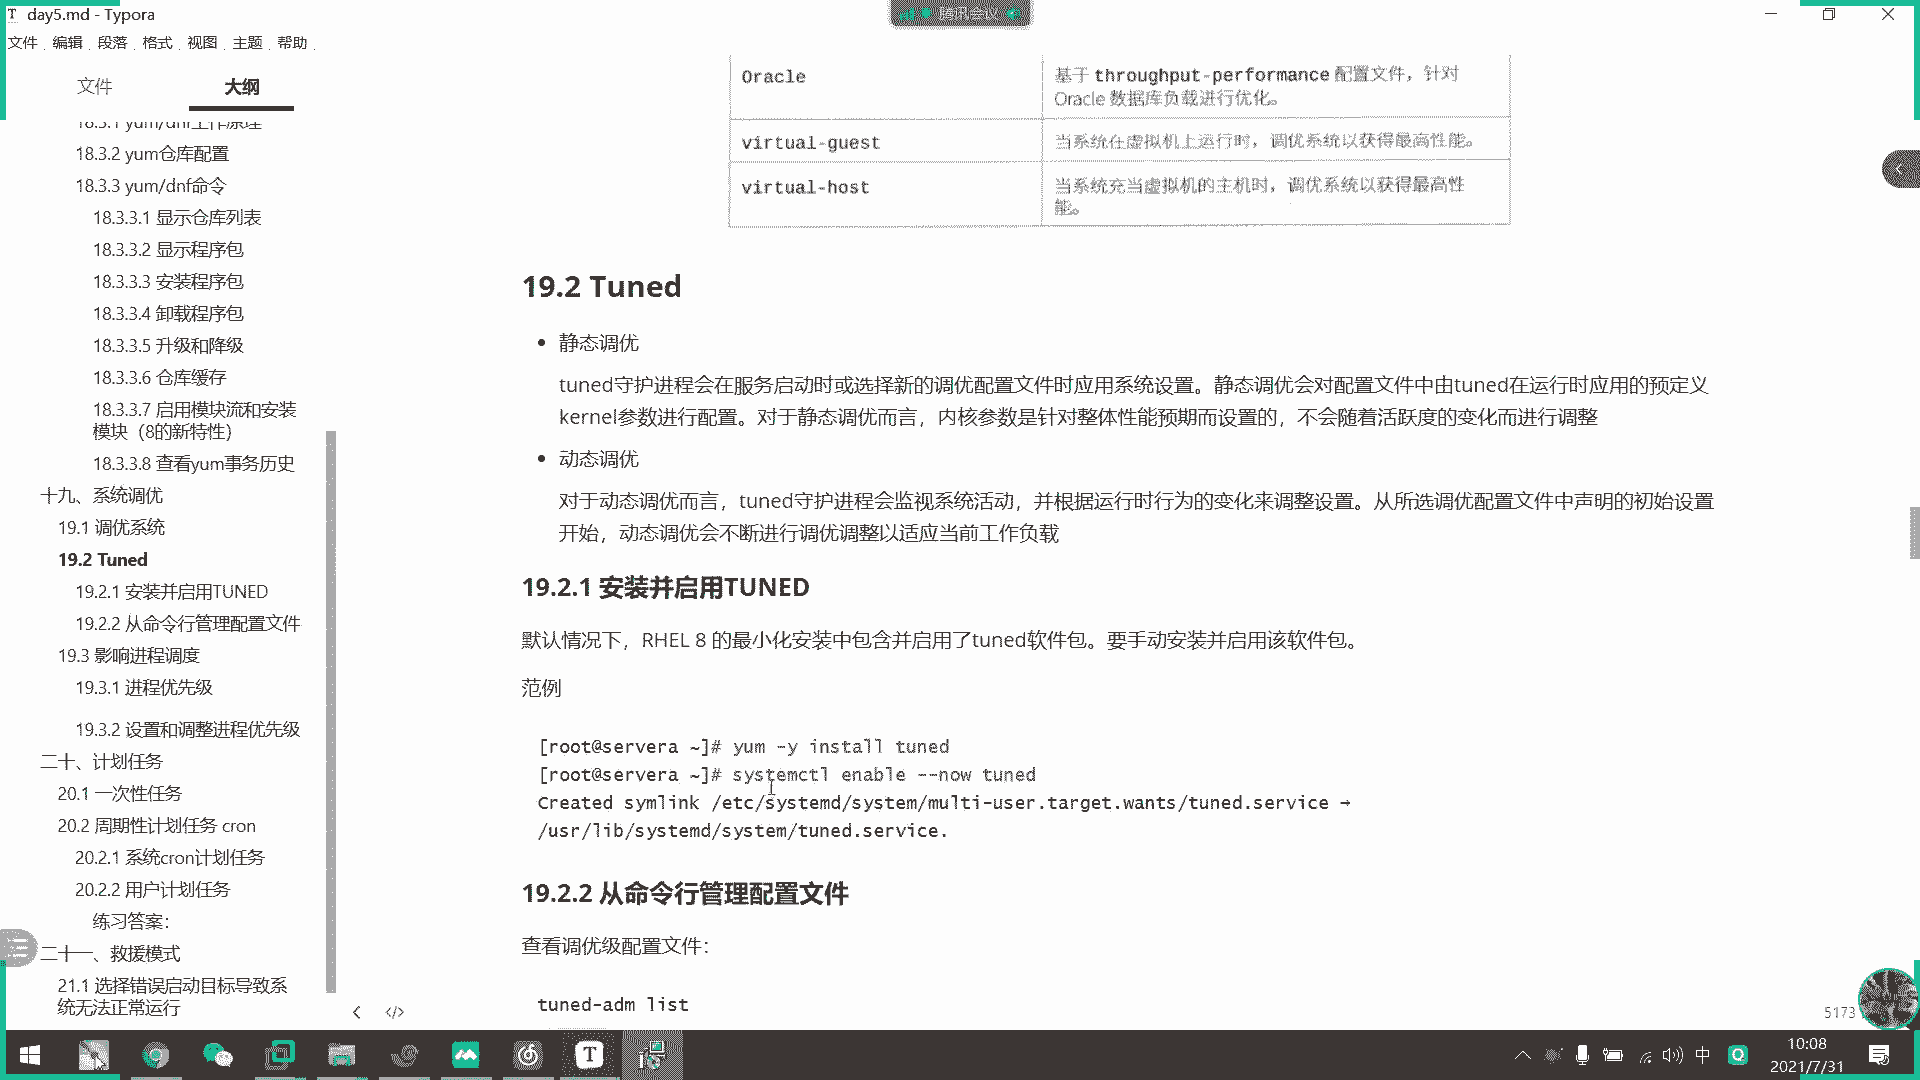 day5.md - Typora
腾讯会议
文件 编辑 段落 格式 视图 主题 帮助
文件 大纲
18.3.1 yum/dnf工作原理
18.3.2 yum仓库配置
18.3.3 yum/dnf命令
18.3.3.1 显示仓库列表
18.3.3.2 显示程序包
18.3.3.3 安装程序包
18.3.3.4 卸载程序包
18.3.3.5 升级和降级
18.3.3.6 仓库缓存
18.3.3.7 启用模块流和安装
模块（8的新特性）
18.3.3.8 查看yum事务历史
十九、系统调优
19.1 调优系统
19.2 Tuned
19.2.1 安装并启用TUNED
19.2.2 从命令行管理配置文件
19.3 影响进程调度
19.3.1 进程优先级
19.3.2 设置和调整进程优先级
二十、计划任务
20.1 一次性任务
20.2 周期性计划任务 cron
20.2.1 系统cron计划任务
20.2.2 用户计划任务
练习答案：
二十一、救援模式
21.1 选择错误启动目标导致系
统无法正常运行
Oracle
基于 throughput-performance 配置文件，针对
Oracle 数据库负载进行优化。
virtual-guest
当系统在虚拟机上运行时，调优系统以获得最高性能。
virtual-host
当系统充当虚拟机的主机时，调优系统以获得最高性
能。
19.2 Tuned
静态调优
tuned守护进程会在服务启动时或选择新的调优配置文件时应用系统设置。静态调优会对配置文件中由tuned在运行时应用的预定义
kernel参数进行配置。对于静态调优而言，内核参数是针对整体性能预期而设置的，不会随着活跃度的变化而进行调整
动态调优
对于动态调优而言，tuned守护进程会监视系统活动，并根据运行时行为的变化来调整设置。从所选调优配置文件中声明的初始设置
开始，动态调优会不断进行调优调整以适应当前工作负载
19.2.1 安装并启用TUNED
默认情况下，RHEL 8 的最小化安装中包含并启用了tuned软件包。要手动安装并启用该软件包。
范例
[root@servera ~]# yum -y install tuned
[root@servera ~]# systemctl enable --now tuned
Created symlink /etc/systemd/system/multi-user.target.wants/tuned.service →
/usr/lib/systemd/system/tuned.service.
19.2.2 从命令行管理配置文件
查看调优级配置文件：
tuned-adm list
</> 5173
中
10:08
2021/7/31